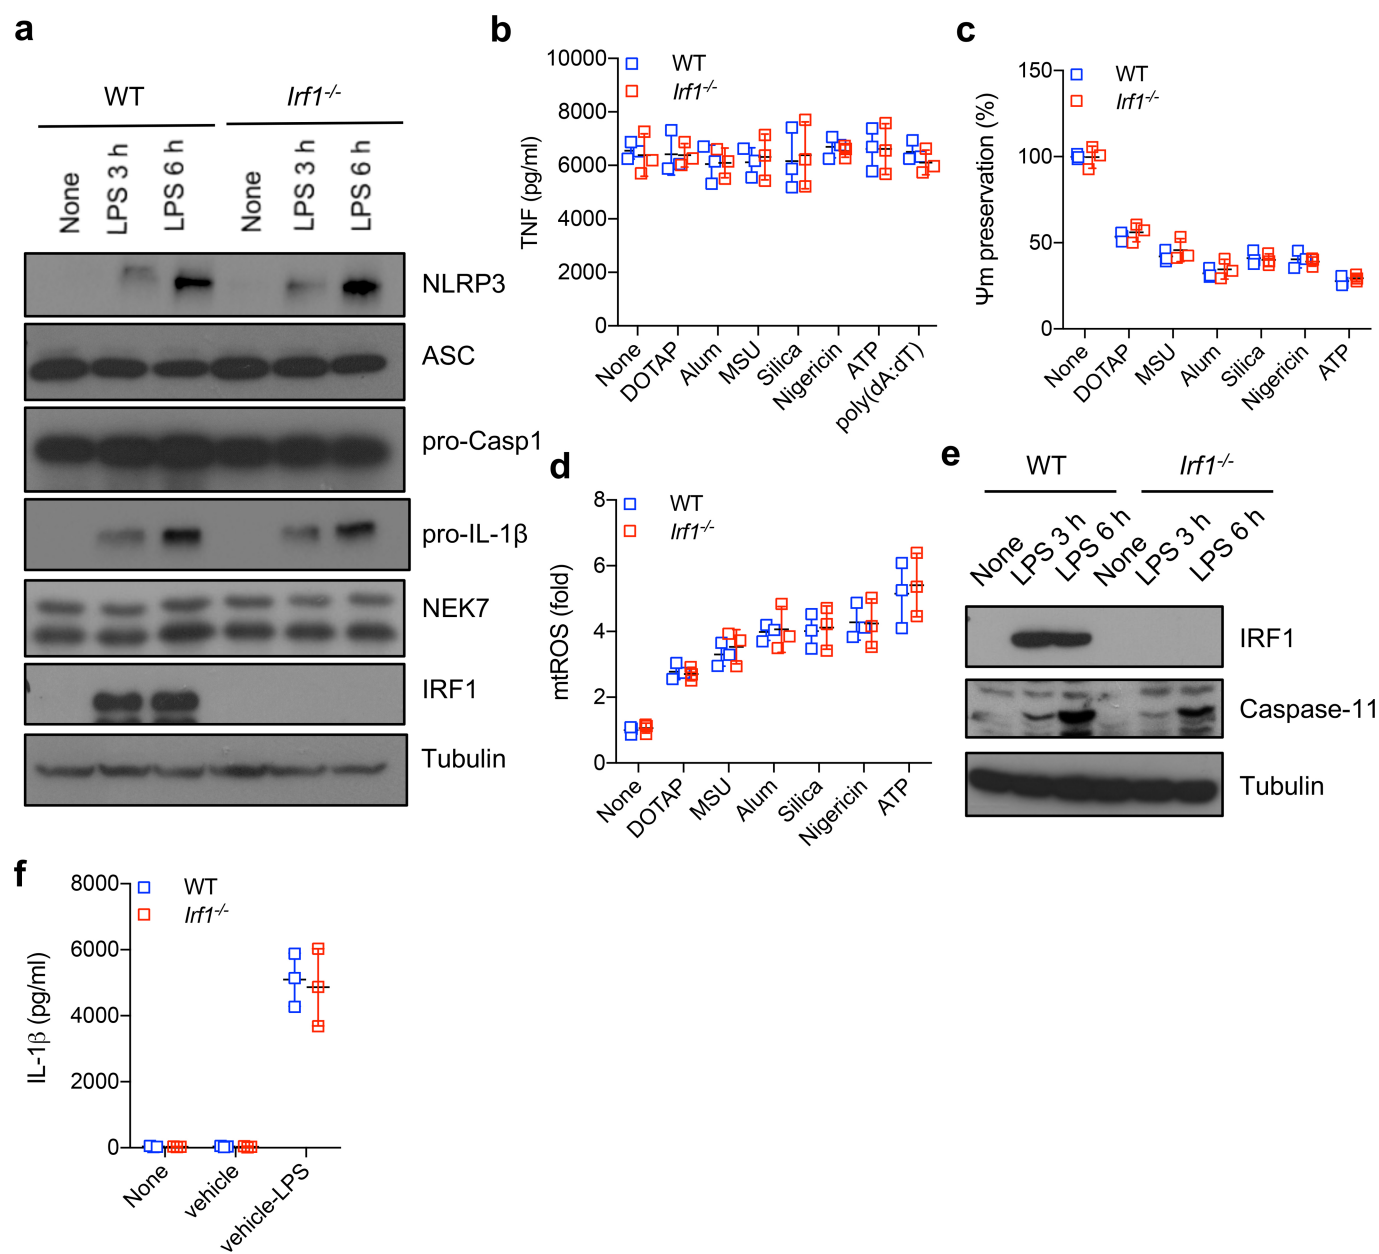 a
WT
Irf1-/-
None
LPS 3 h
LPS 6 h
None
LPS 3 h
LPS 6 h
NLRP3
ASC
pro-Casp1
pro-IL-1β
NEK7
IRF1
Tubulin
b
TNF (pg/ml)
10000
8000
6000
4000
2000
0
WT
Irf1-/-
None
DOTAP
Alum
MSU
Silica
Nigericin
ATP
poly(dA:dT)
c
Ψm preservation (%)
150
100
50
0
WT
Irf1-/-
None
DOTAP
MSU
Alum
Silica
Nigericin
ATP
d
mtROS (fold)
8
6
4
2
0
WT
Irf1-/-
None
DOTAP
MSU
Alum
Silica
Nigericin
ATP
e
WT
Irf1-/-
None
LPS 3 h
LPS 6 h
None
LPS 3 h
LPS 6 h
IRF1
Caspase-11
Tubulin
f
IL-1β (pg/ml)
8000
6000
4000
2000
0
WT
Irf1-/-
None
vehicle
vehicle-LPS